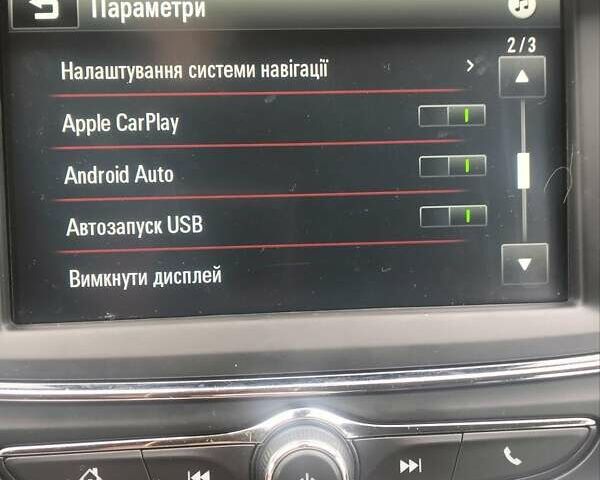 Параметри
2/3
Налаштування системи навігації
Apple CarPlay
Android Auto
Автозапуск USB
Вимкнути дисплей